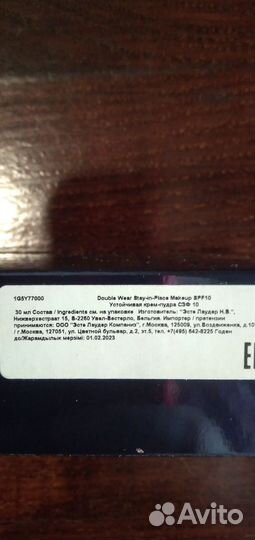 1G5Y77000 Double Wear Stay-in-Place Makeup SPF10
Устойчивая крем-пудра СЗФ 10
30 мл Состав / Ingredients см. на упаковке Изготовитель: "Эсте Лаудер Н.В.",
Нижверхестраат 15, B-2260 Увел-Вестерло, Бельгия. Импортер / претензии
принимаются: ООО "Эсте Лаудер Компаниз", г.Москва, 125009, ул.Воздвиженка, д.10
/ г.Москва, 127051, ул. Цветной бульвар, д.2, эт.5, тел. +7(495) 642-8225 Годен
до/Жарамдылық мерзімі: 01.02.2023
Avito